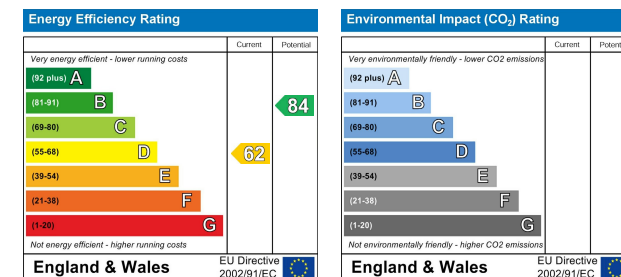 Energy Efficiency Rating
Current Potential
Very energy efficient - lower running costs
(92 plus) A
(81-91) B 84
(69-80) C
(55-68) D 62
(39-54) E
(21-38) F
(1-20) G
Not energy efficient - higher running costs
England & Wales
EU Directive
2002/91/EC
Environmental Impact (CO₂) Rating
Current Potent
Very environmentally friendly - lower CO2 emissions
(92 plus) A
(81-91) B
(69-80) C
(55-68) D
(39-54) E
(21-38) F
(1-20) G
Not environmentally friendly - higher CO2 emissions
England & Wales
EU Directive
2002/91/EC